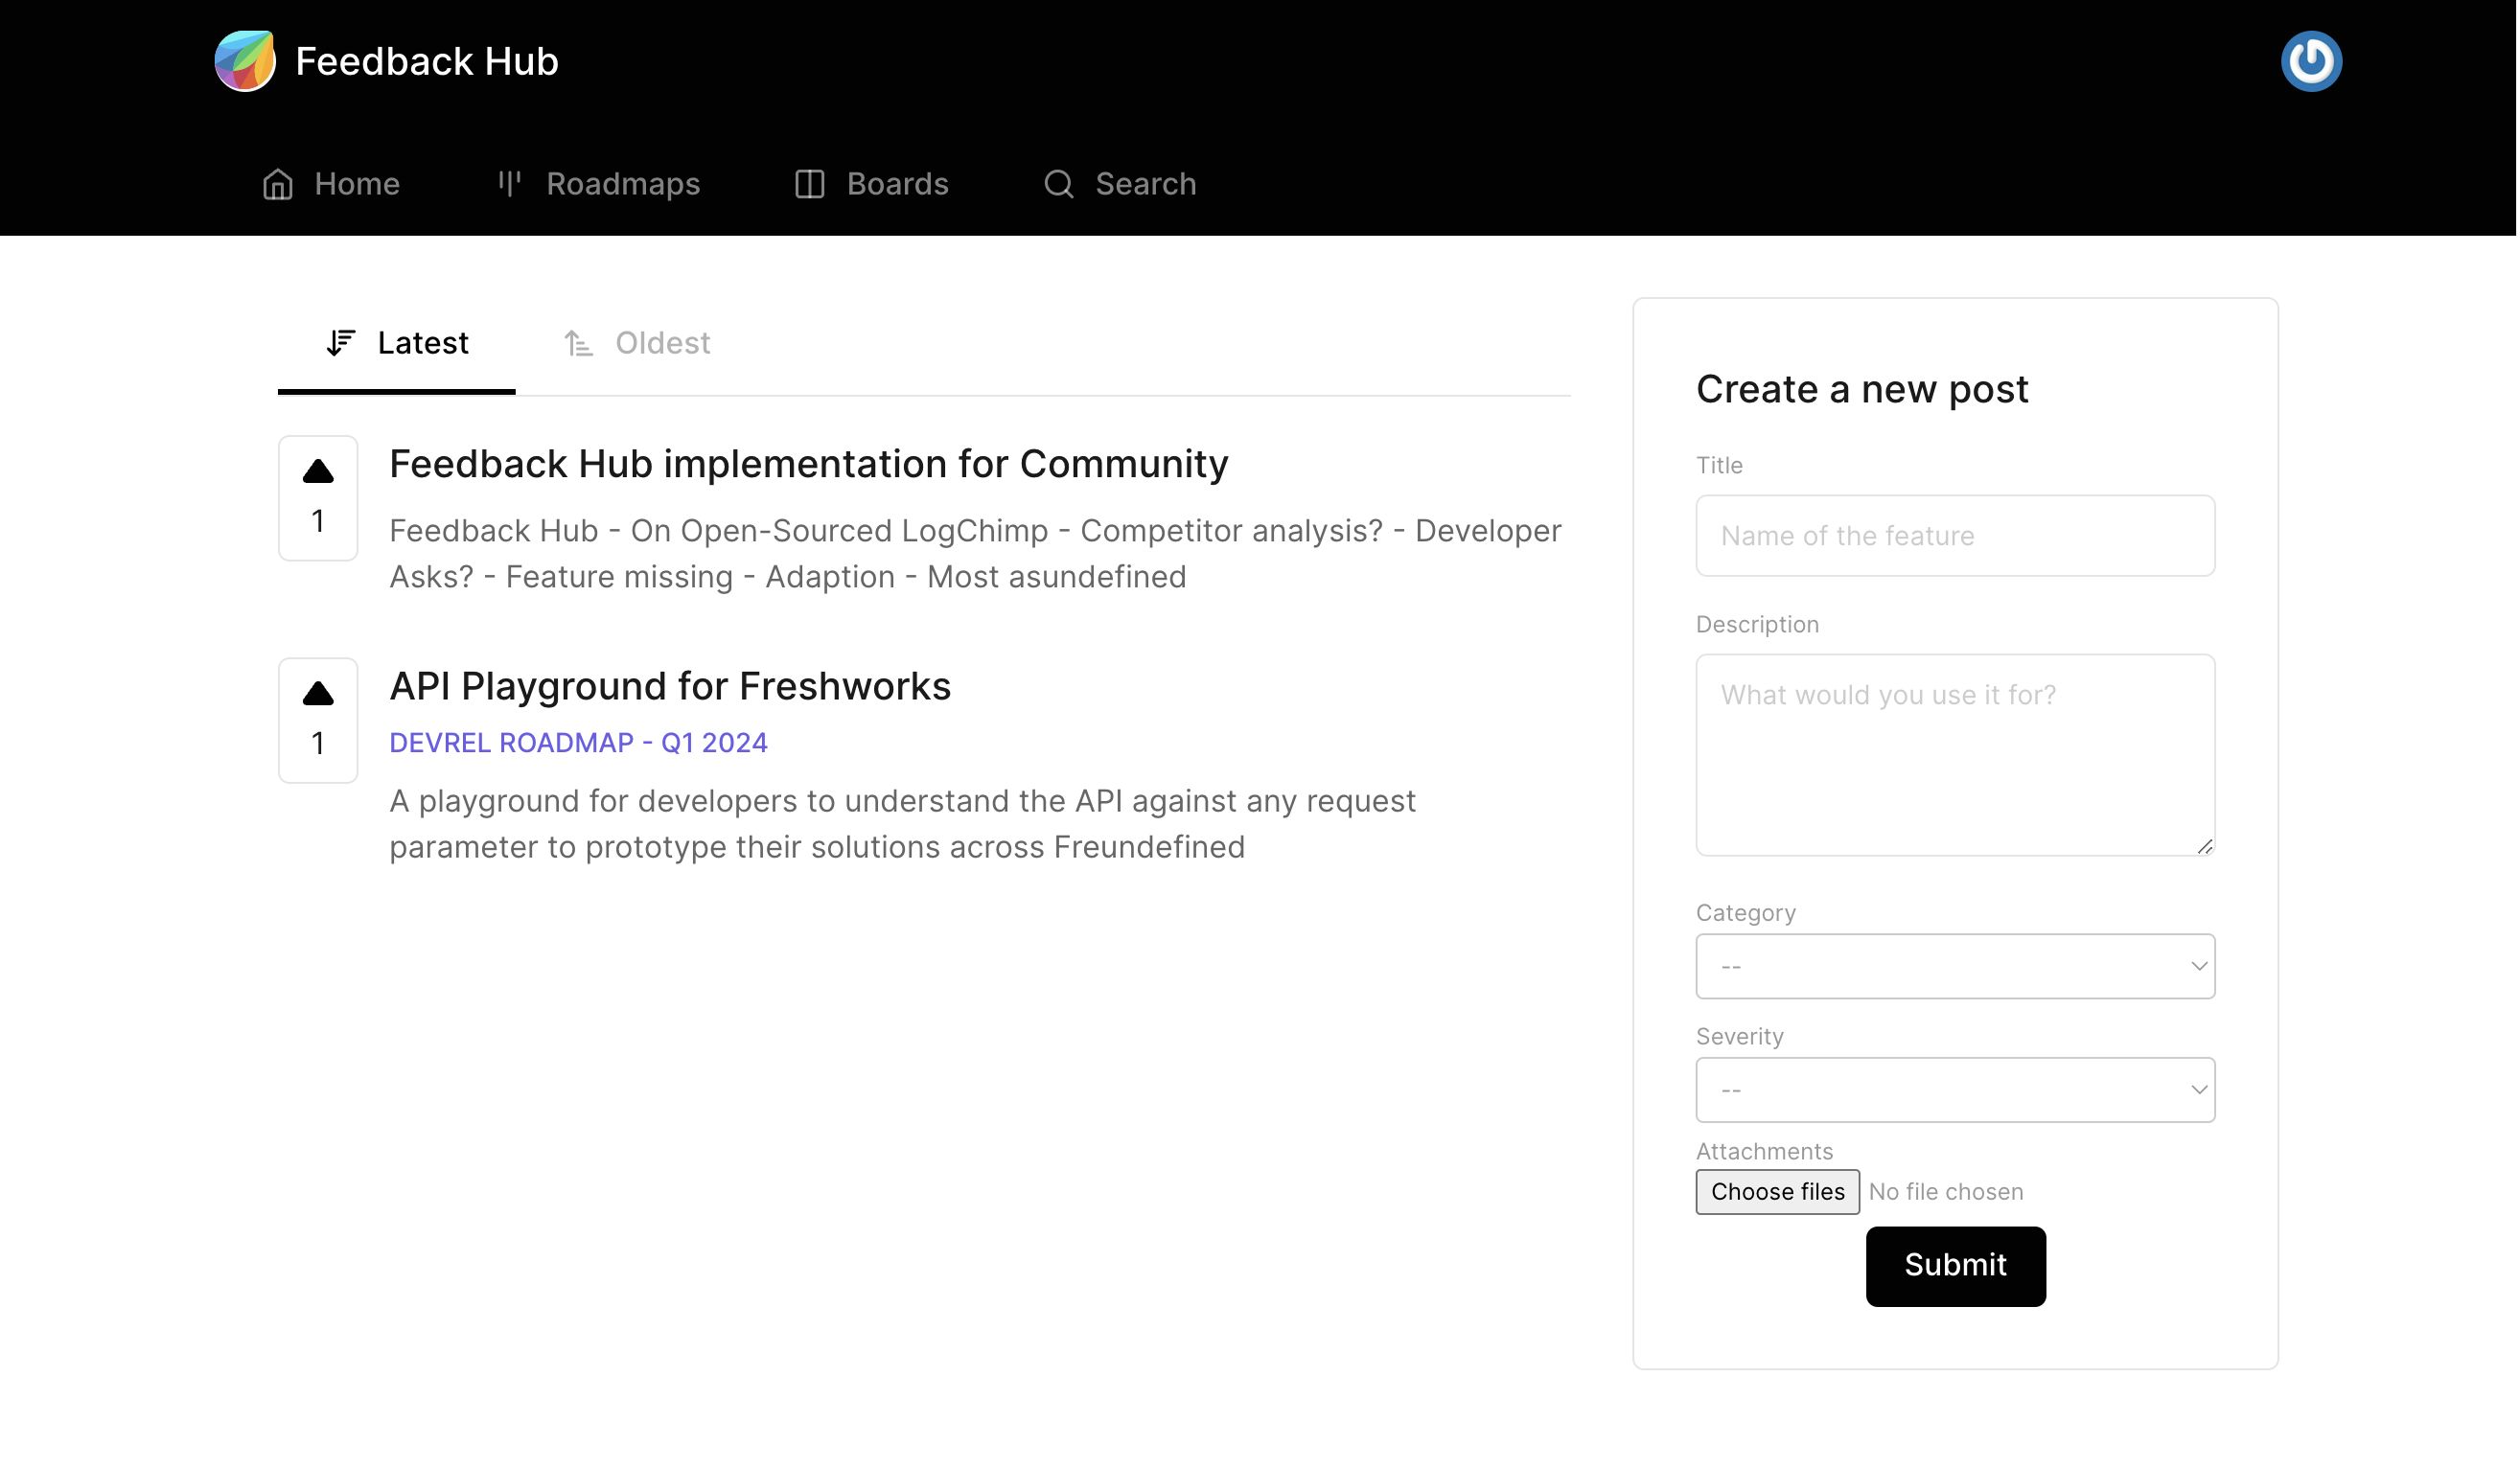 Feedback Hub
Home
Roadmaps
Boards
Search
Latest
Oldest
1
Feedback Hub implementation for Community
Feedback Hub - On Open-Sourced LogChimp - Competitor analysis? - Developer
Asks? - Feature missing - Adaption - Most asundefined
1
API Playground for Freshworks
DEVREL ROADMAP - Q1 2024
A playground for developers to understand the API against any request
parameter to prototype their solutions across Freundefined
Create a new post
Title
Name of the feature
Description
What would you use it for?
Category
--
Severity
--
Attachments
Choose files No file chosen
Submit